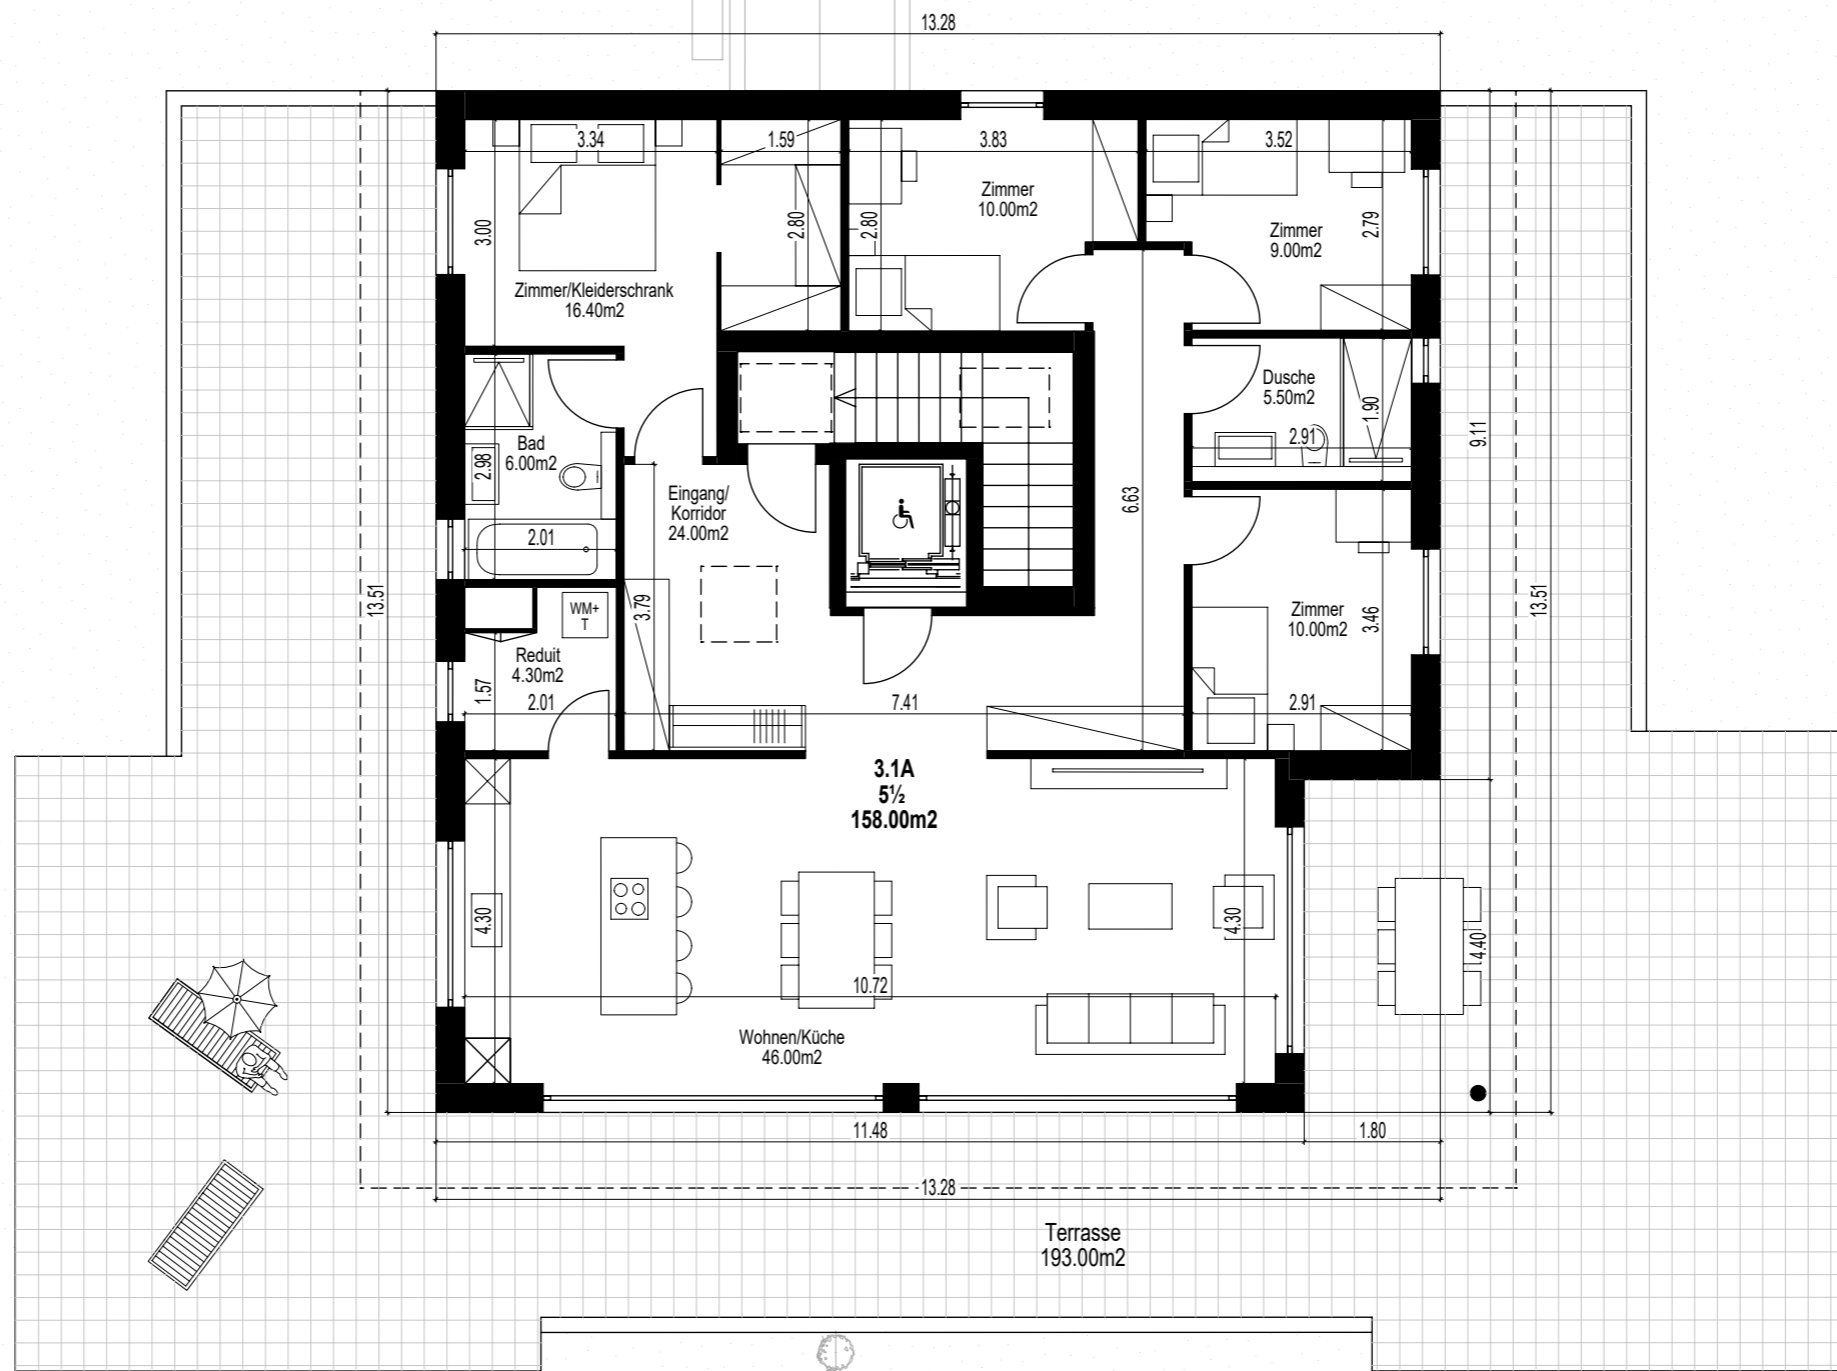 13.28
3.34
1.59
3.83
3.52
Zimmer
10.00m2
3.00
2.80
2.80
2.79
Zimmer
9.00m2
Zimmer/Kleiderschrank
16.40m2
Dusche
5.50m2
1.90
2.91
9.11
Bad
6.00m2
2.98
2.01
Eingang/
Korridor
24.00m2
6.63
13.51
3.79
WM+
T
Zimmer
10.00m2
3.46
13.51
Reduit
4.30m2
1.57
2.01
7.41
2.91
3.1A
5½
158.00m2
4.30
4.30
4.40
10.72
Wohnen/Küche
46.00m2
11.48
1.80
13.28
Terrasse
193.00m2